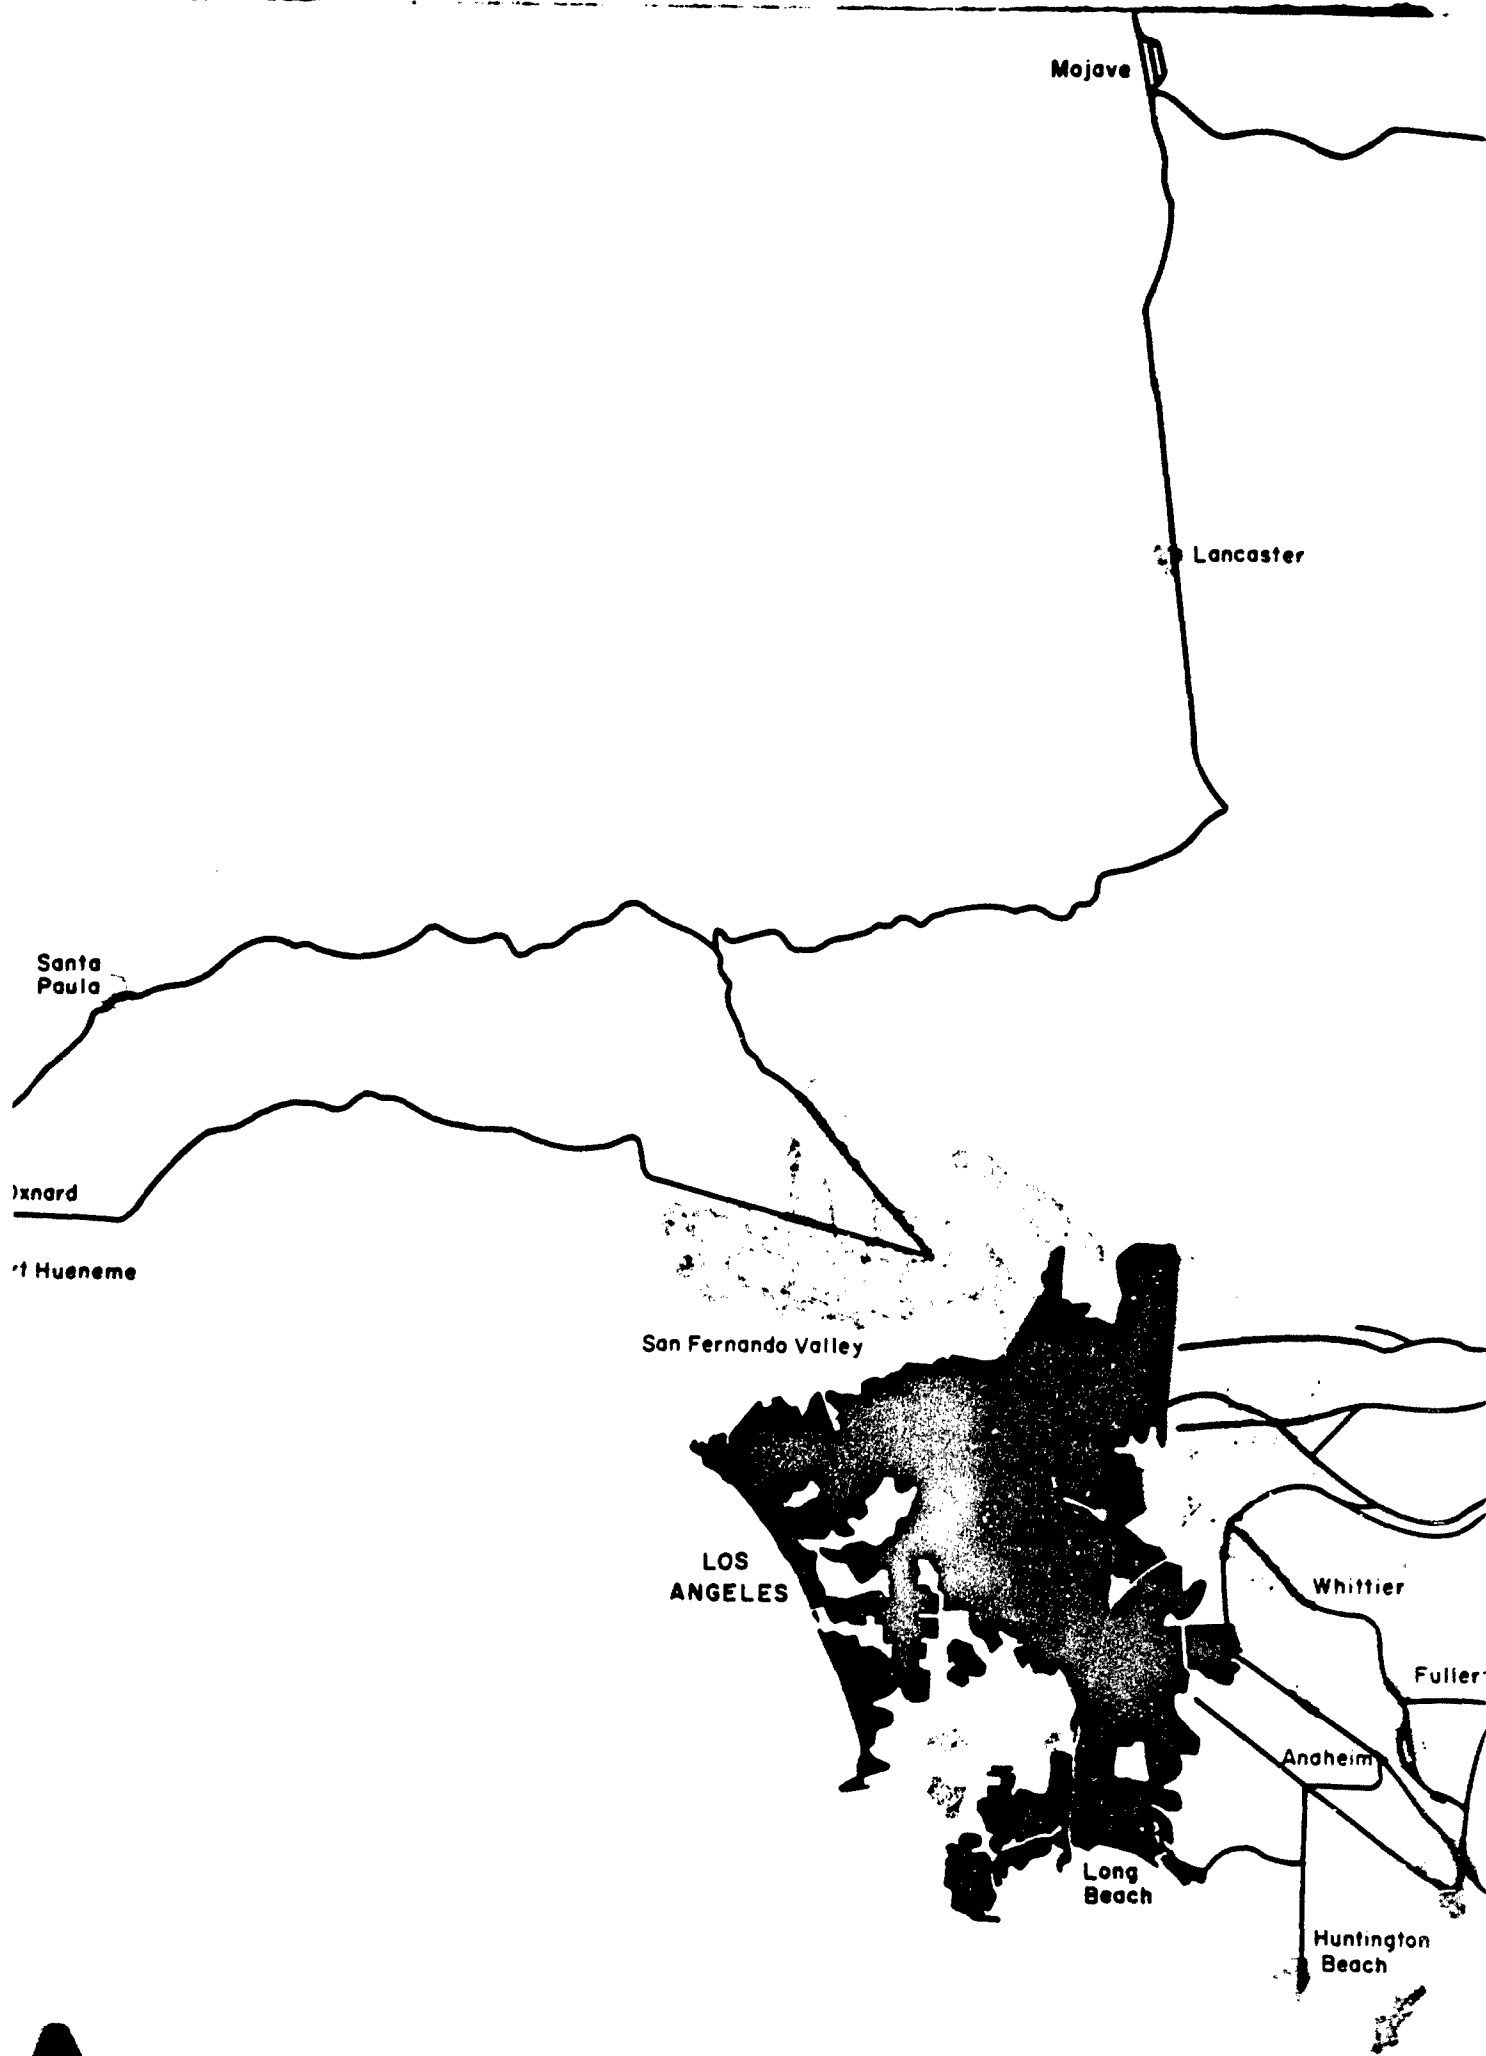 Mojave
Lancaster
Santa
Paula
xnard
t Hueneme
San Fernando Valley
LOS
ANGELES
Whittier
Fuller
Anaheim
Long
Beach
Huntington
Beach